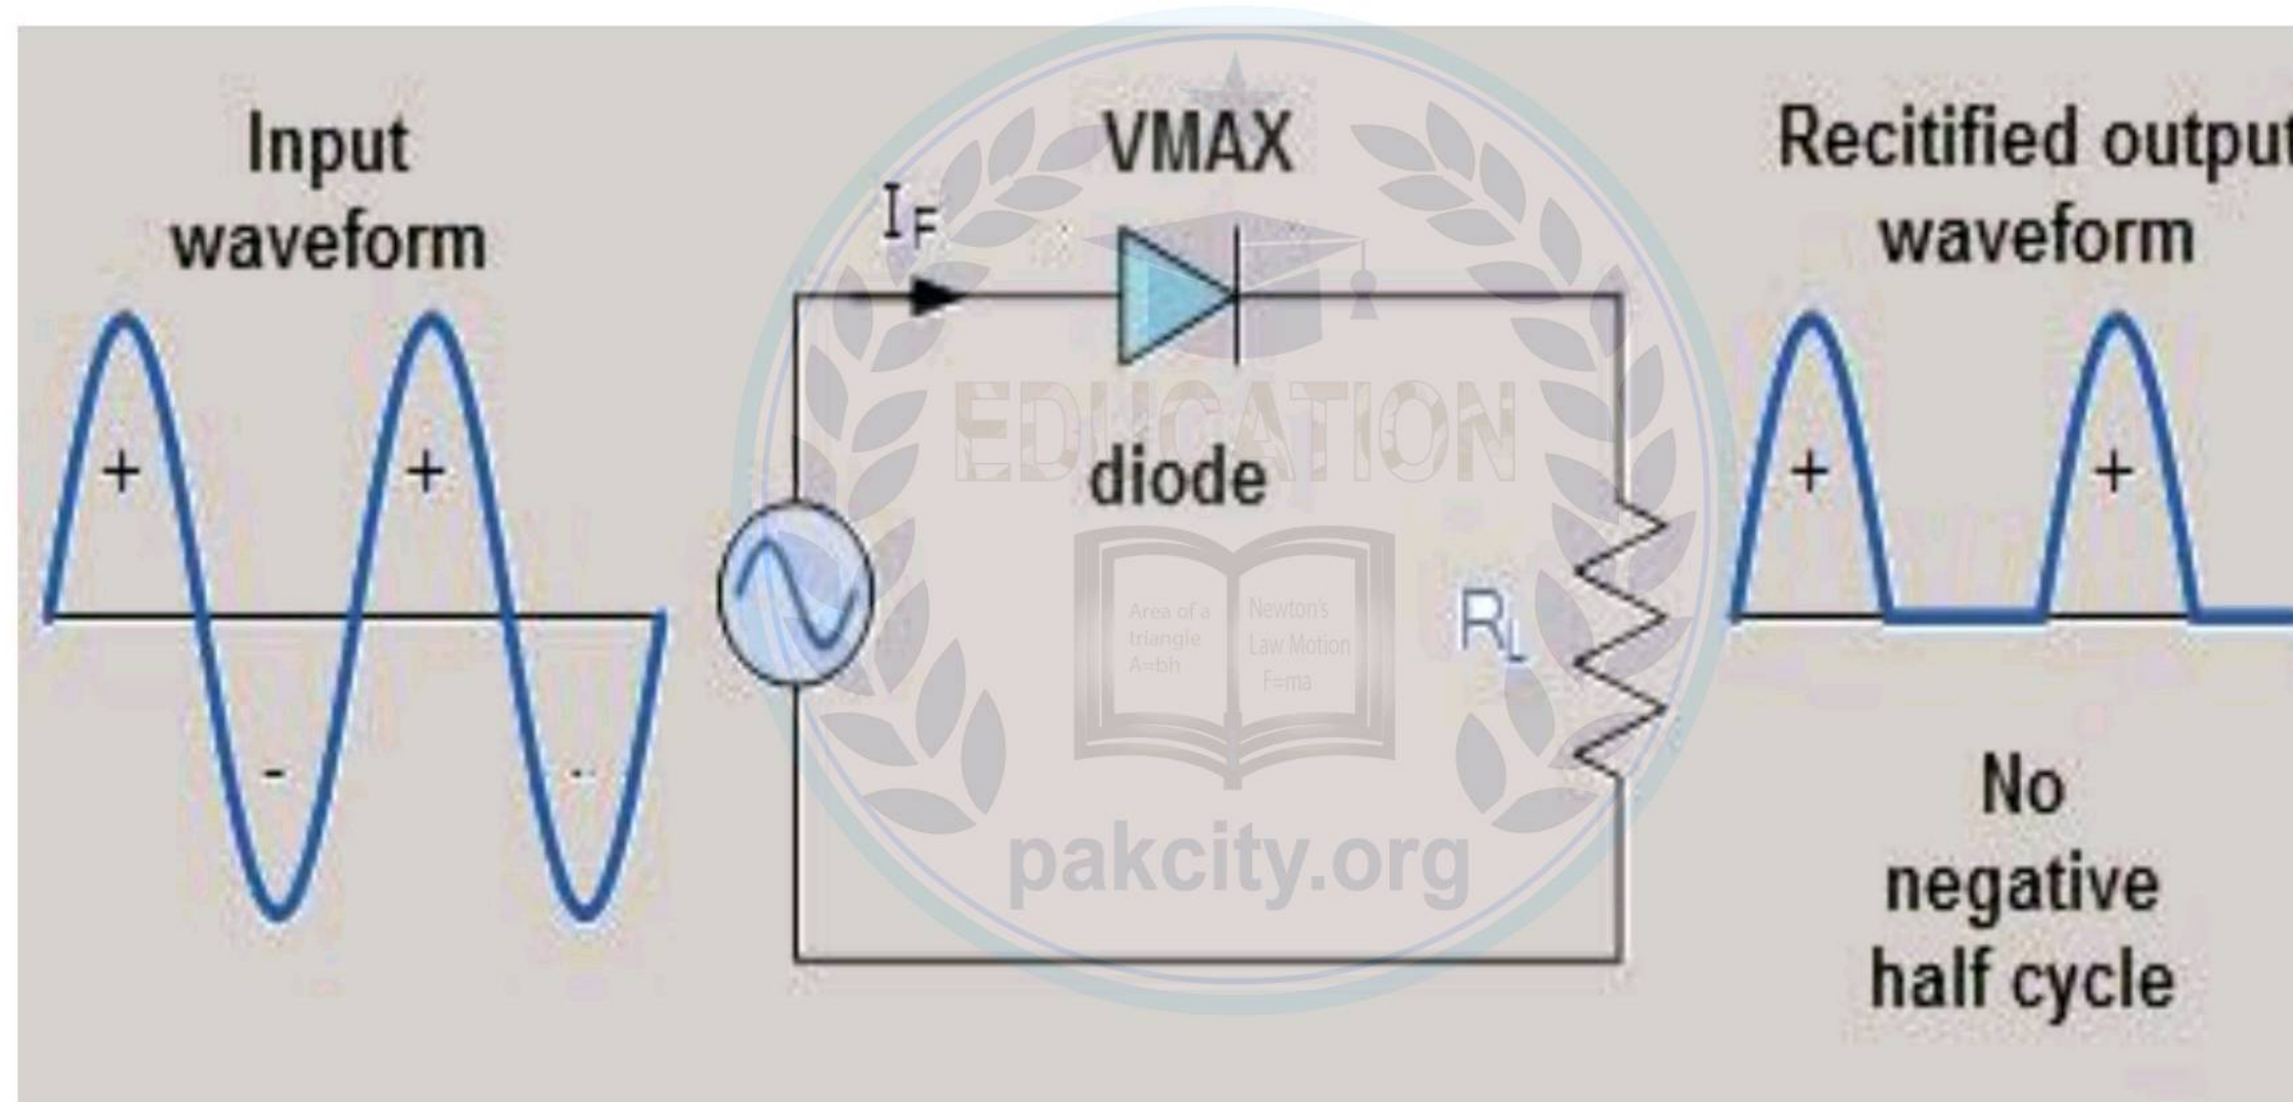 Input
waveform
+
+
-
-
VMAX
IF
diode
RL
Recitified output
waveform
+
+
No
negative
half cycle
EDUCATION
Area of a
triangle
A=bh
Newton's
Law Motion
F=ma
pakcity.org